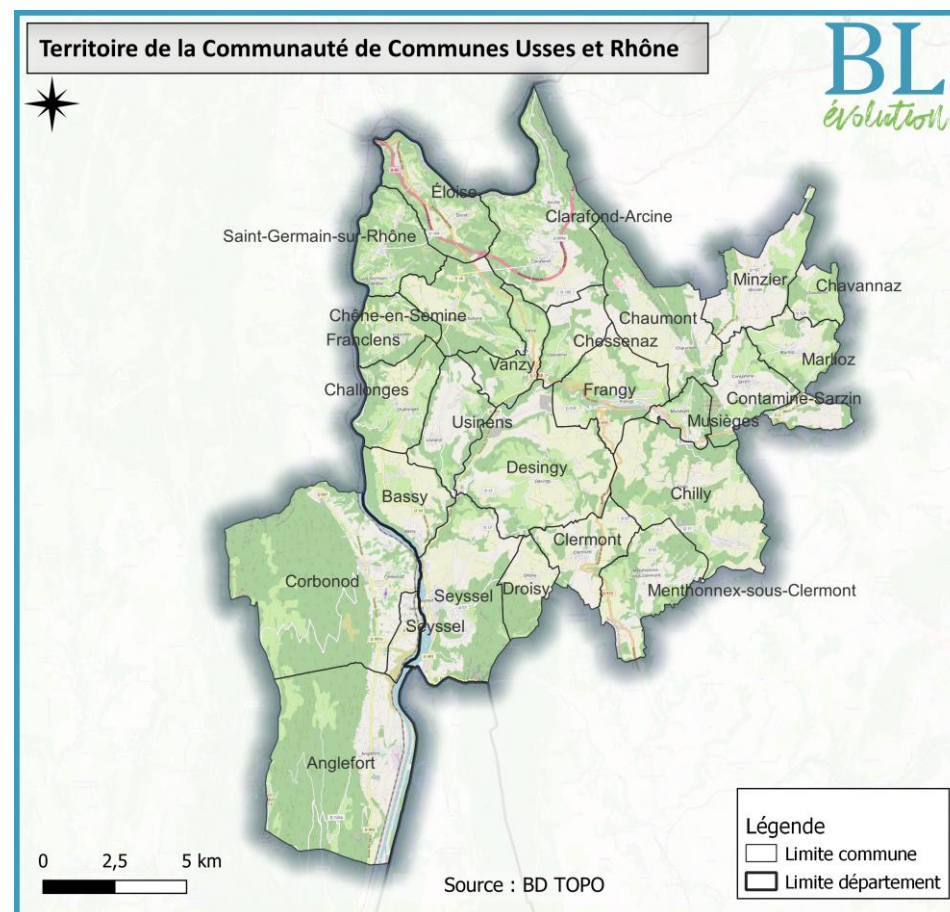 Territoire de la Communauté de Communes Usses et Rhône
BL
évolution
Éloise
Clarafond-Arcine
Saint-Germain-sur-Rhône
Minzier
Chavannaz
Chêne-en-Semine
Chaumont
Franclens
Chessenaz
Marlioz
Vanzy
Challonges
Frangy
Contamine-Sarzin
Usinens
Musièges
Desingy
Bassy
Chilly
Clermont
Corbonod
Seyssel
Droisy
Menthonnex-sous-Clermont
Seyssel
Anglefort
Légende
Limite commune
Limite département
0 2,5 5 km
Source : BD TOPO